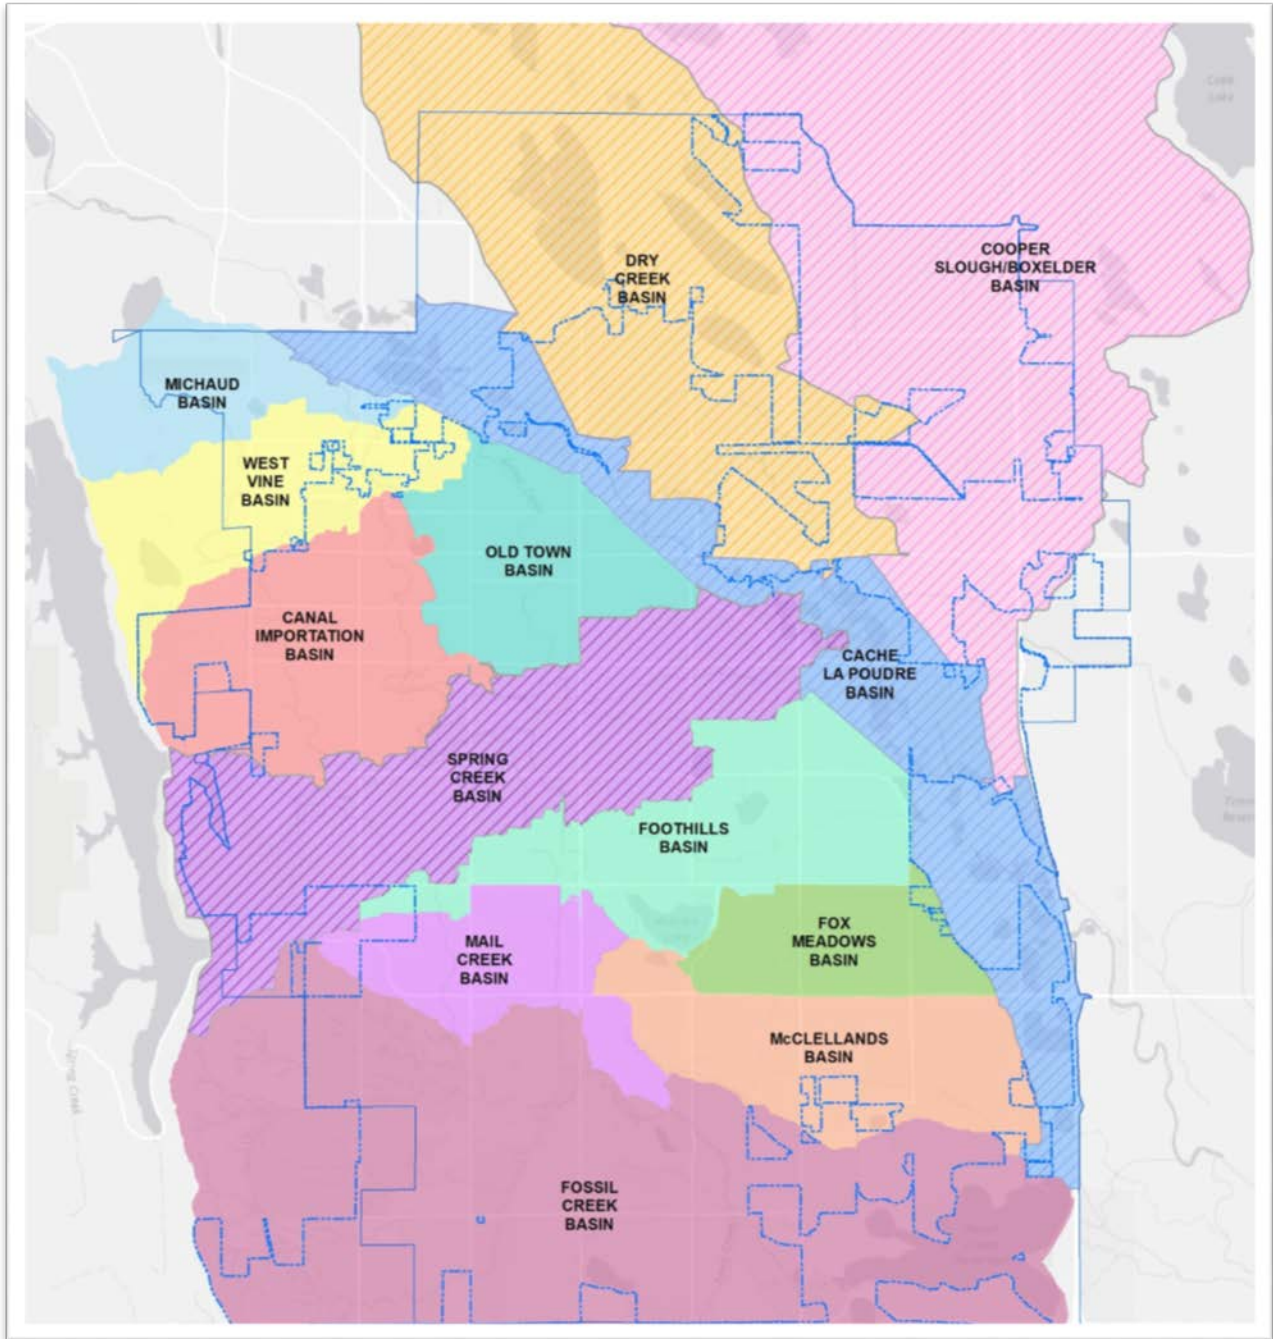 DRY
CREEK
BASIN
COOPER
SLOUGH/BOXELDER
BASIN
MICHAUD
BASIN
WEST
VINE
BASIN
OLD TOWN
BASIN
CANAL
IMPORTATION
BASIN
CACHE
LA POUDRE
BASIN
SPRING
CREEK
BASIN
FOOTHILLS
BASIN
FOX
MEADOWS
BASIN
MAIL
CREEK
BASIN
McCLELLANDS
BASIN
Spring Creek
FOSSIL
CREEK
BASIN